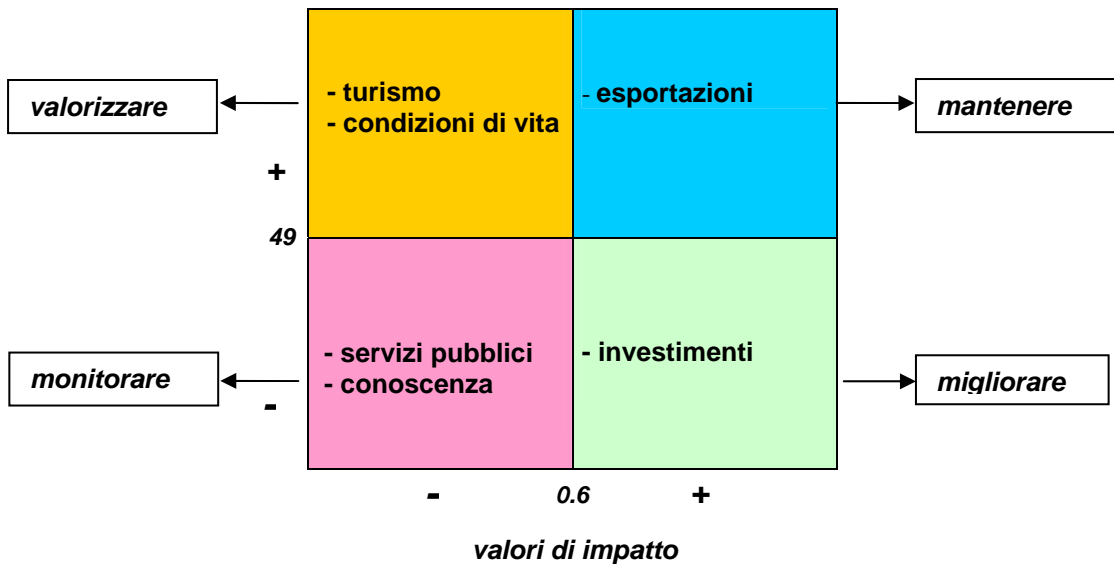 - turismo
- condizioni di vita
- esportazioni
valorizzare
mantenere
+
49
- servizi pubblici
- conoscenza
- investimenti
monitorare
migliorare
-
- 0.6 +
valori di impatto